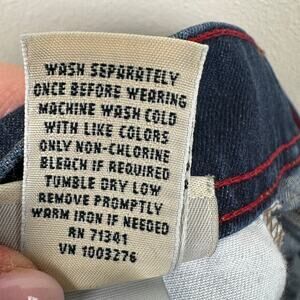 WASH SEPARATELY
ONCE BEFORE WEARING
MACHINE WASH COLD
WITH LIKE COLORS
ONLY NON-CHLORINE
BLEACH IF REQUIRED
TUMBLE DRY LOW
REMOVE PROMPTLY
WARM IRON IF NEEDED
RN 71341
VN 1003276